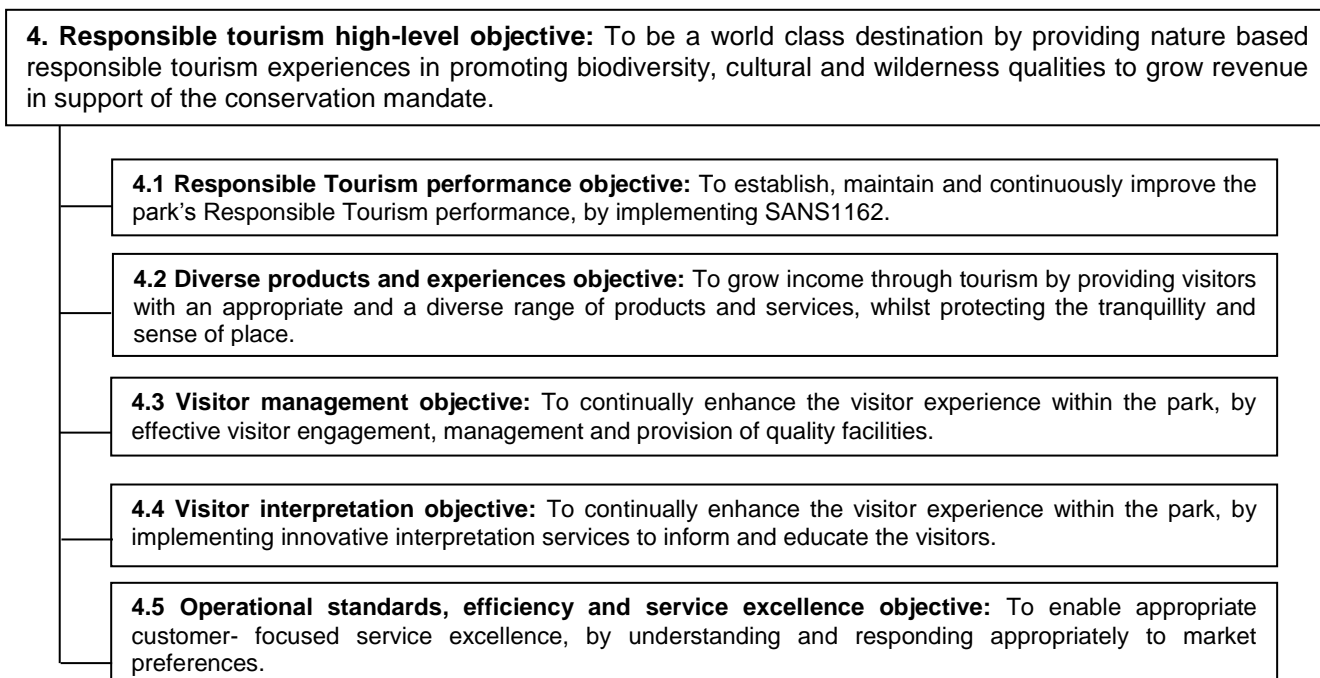 4. Responsible tourism high-level objective: To be a world class destination by providing nature based
responsible tourism experiences in promoting biodiversity, cultural and wilderness qualities to grow revenue
in support of the conservation mandate.
4.1 Responsible Tourism performance objective: To establish, maintain and continuously improve the
park's Responsible Tourism performance, by implementing SANS1162.
4.2 Diverse products and experiences objective: To grow income through tourism by providing visitors
with an appropriate and a diverse range of products and services, whilst protecting the tranquillity and
sense of place.
4.3 Visitor management objective: To continually enhance the visitor experience within the park, by
effective visitor engagement, management and provision of quality facilities.
4.4 Visitor interpretation objective: To continually enhance the visitor experience within the park, by
implementing innovative interpretation services to inform and educate the visitors.
4.5 Operational standards, efficiency and service excellence objective: To enable appropriate
customer- focused service excellence, by understanding and responding appropriately to market
preferences.